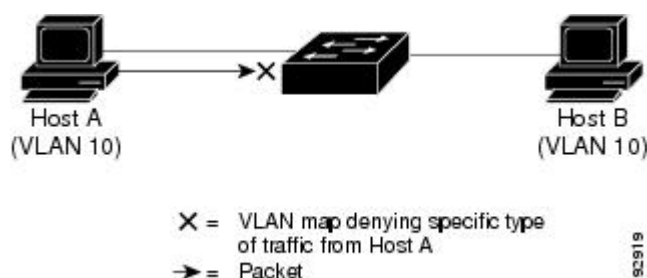 Host A
(VLAN 10)
Host B
(VLAN 10)
X = VLAN map denying specific type
of traffic from Host A
→ = Packet
92919